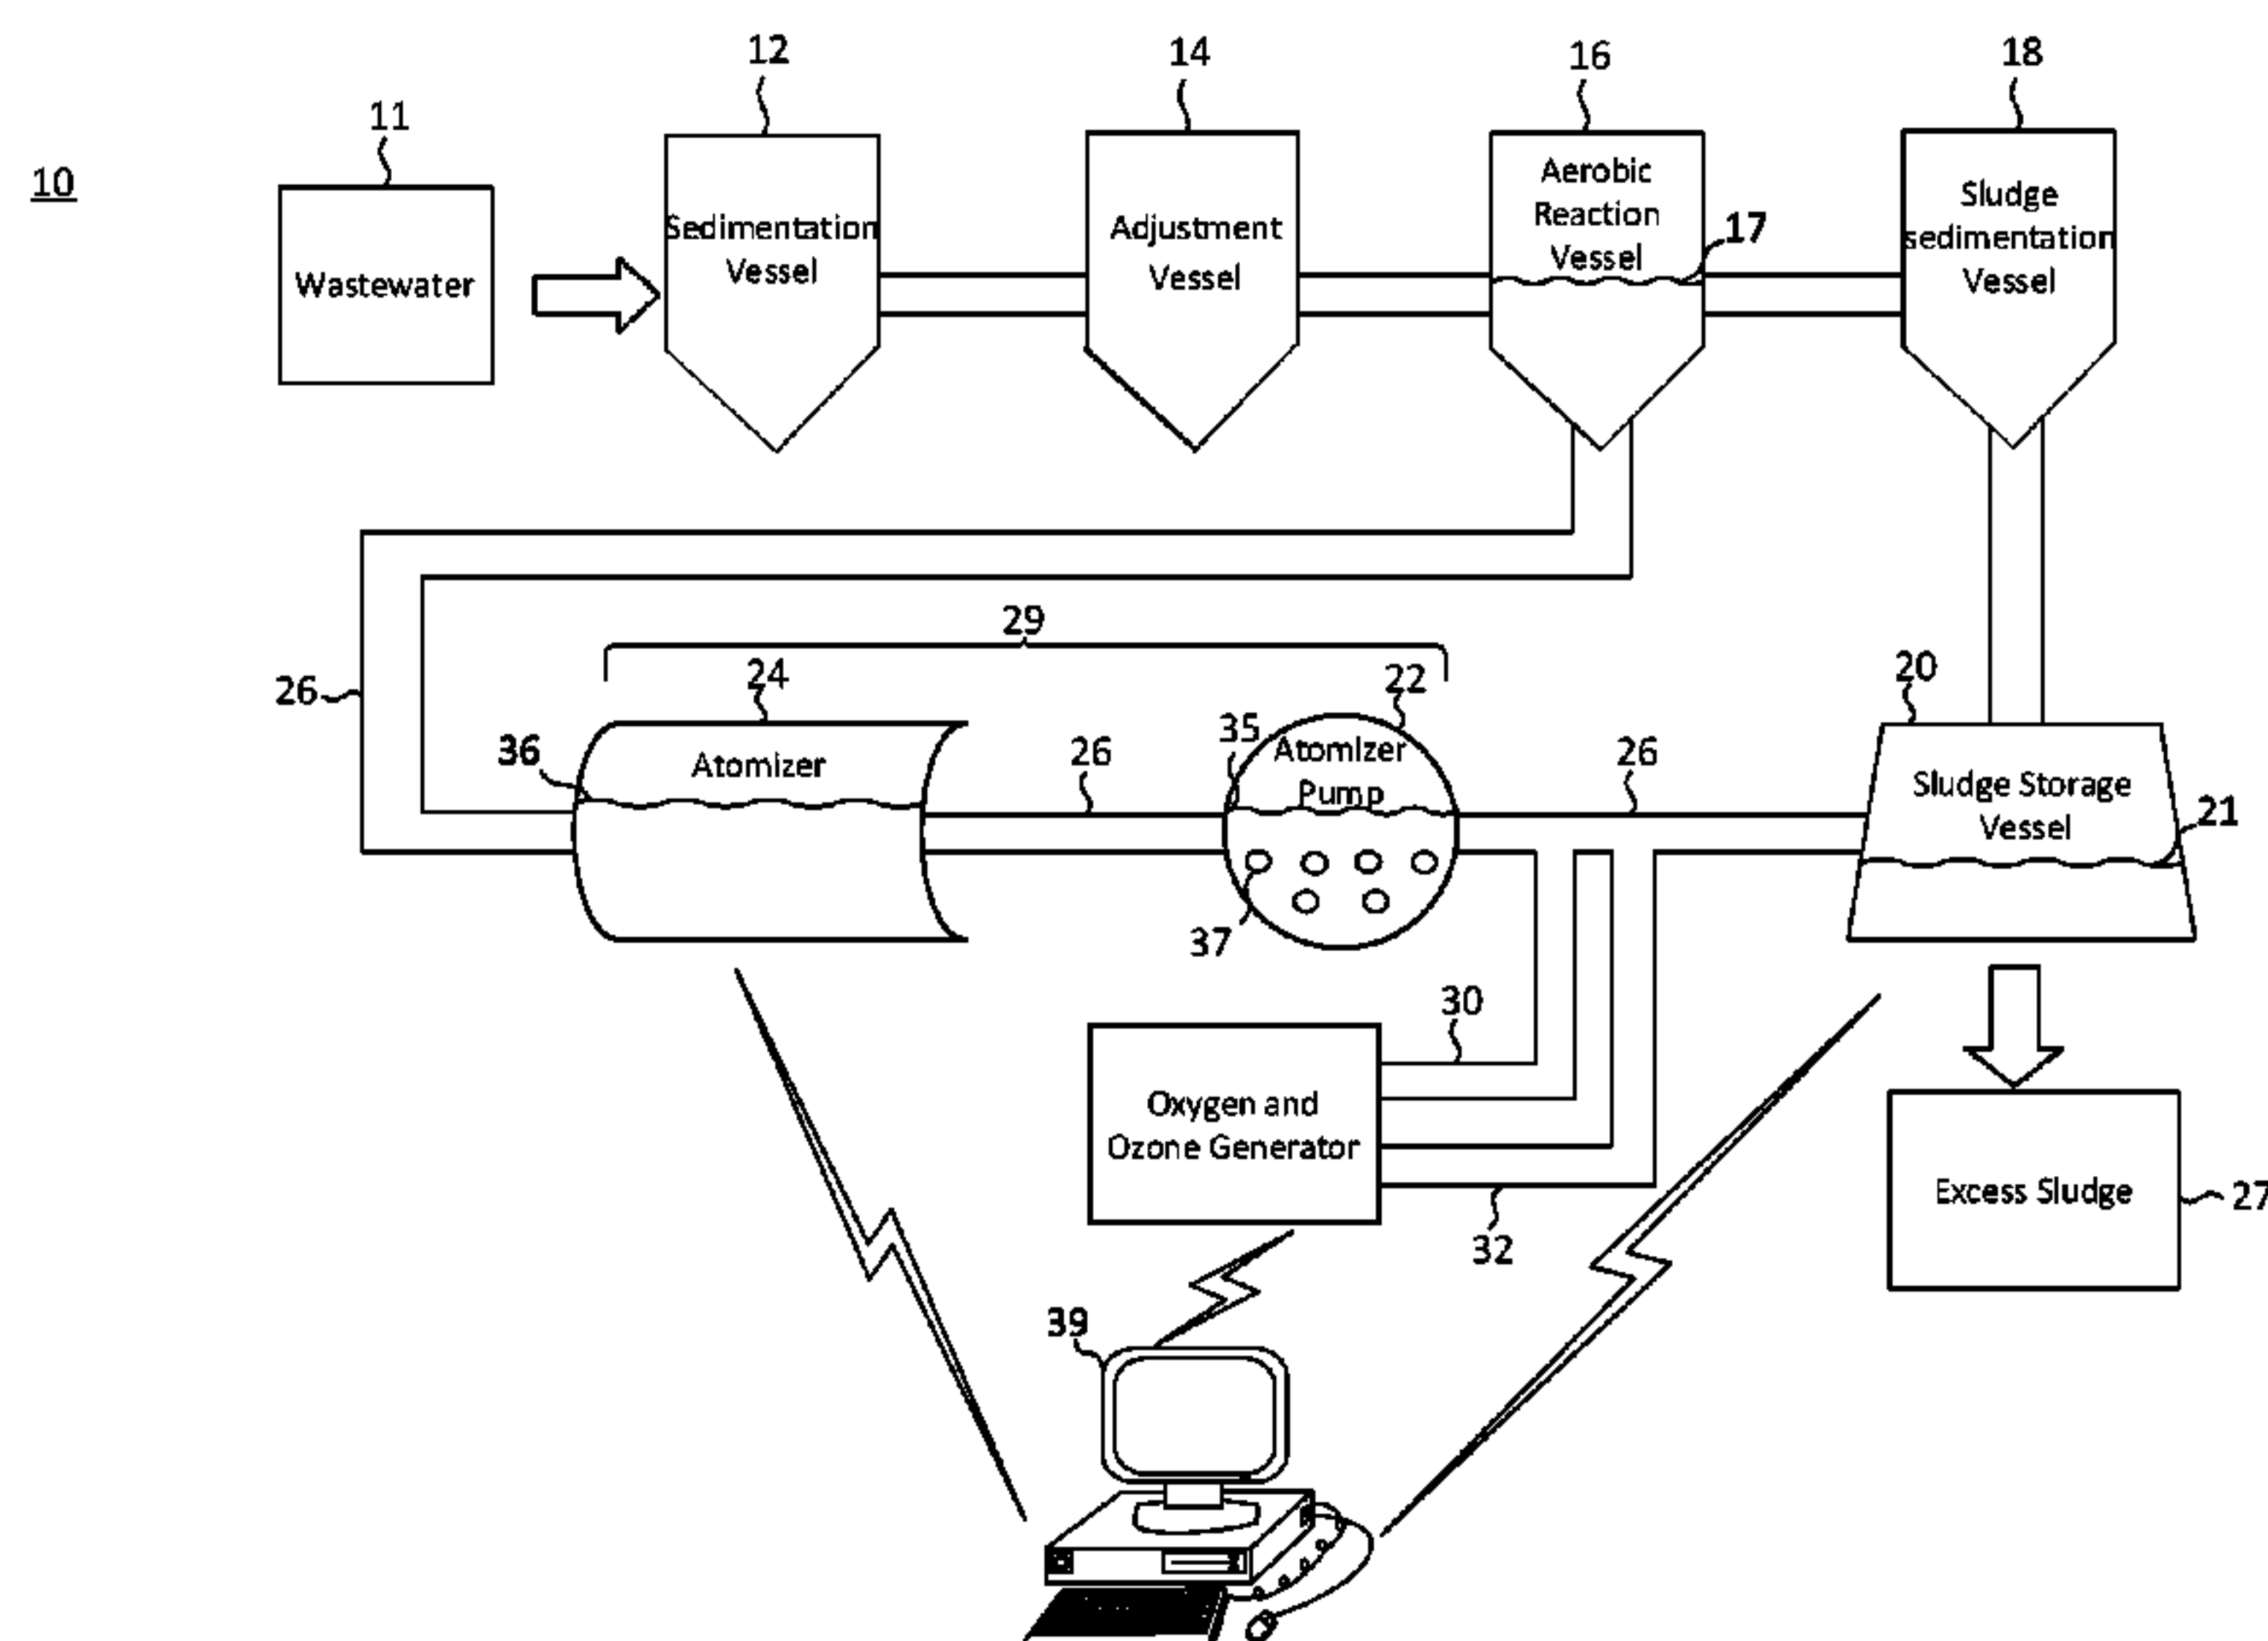 12
14
16
18
11
10
Wastewater
Sedimentation
Vessel
Adjustment
Vessel
Aerobic
Reaction
Vessel
17
Sludge
sedimentation
Vessel
29
26
24
36
Atomizer
26
35
22
Atomizer
Pump
37
26
20
Sludge Storage
Vessel
21
30
Oxygen and
Ozone Generator
32
Excess Sludge
27
39